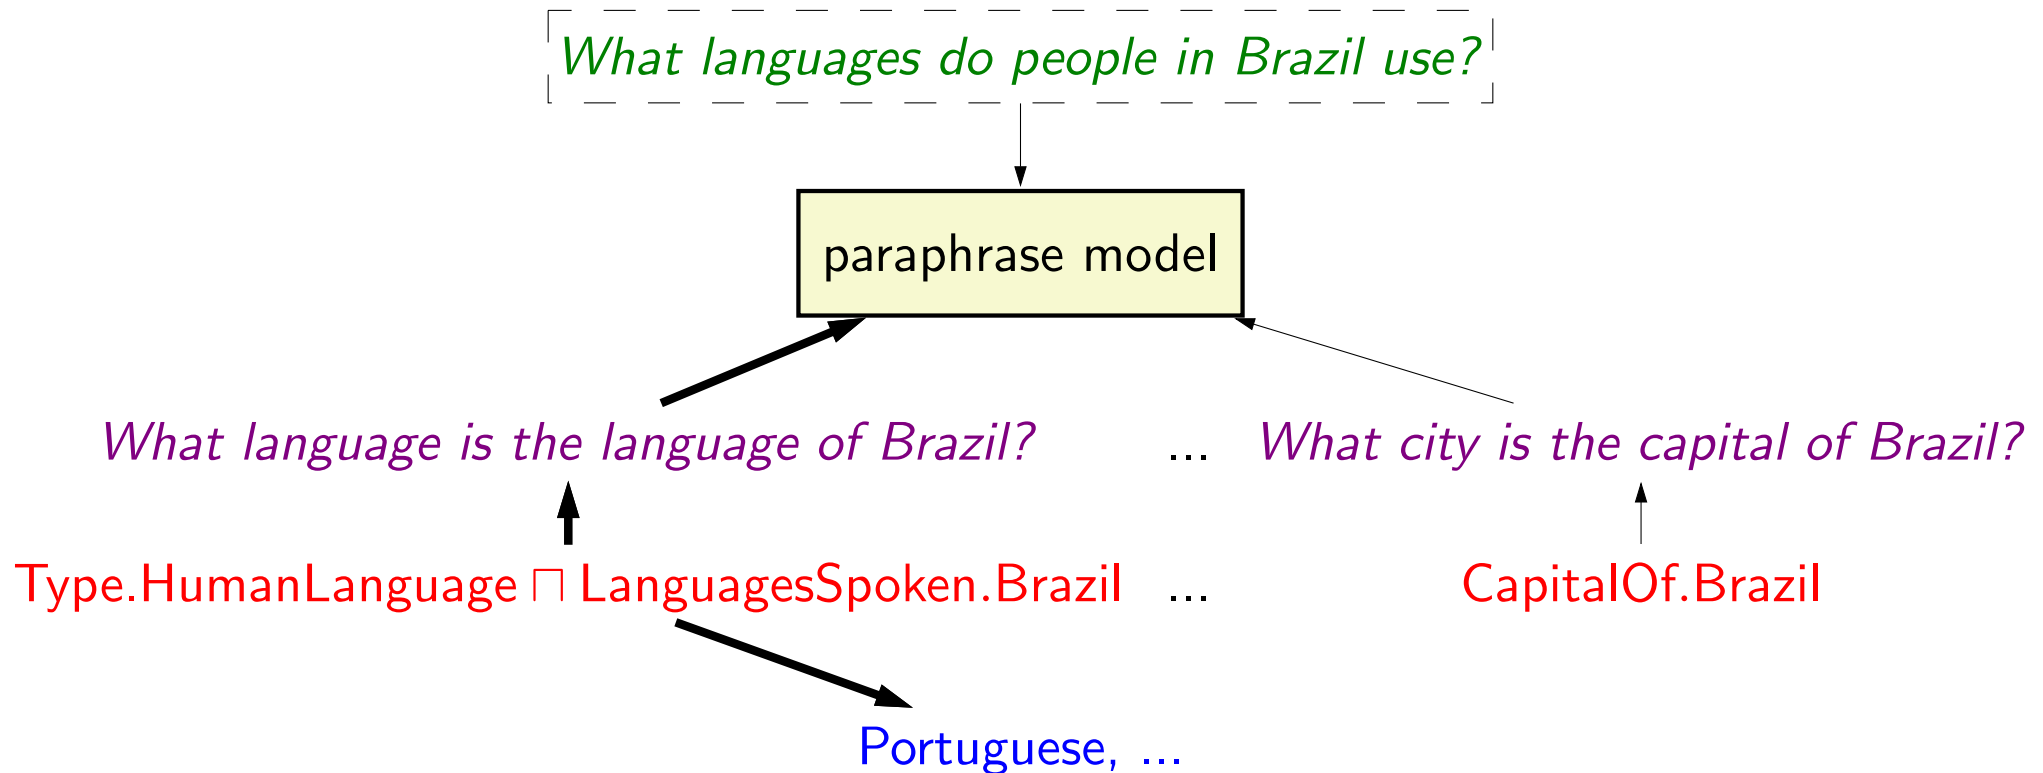 What languages do people in Brazil use?
paraphrase model
What language is the language of Brazil? ... What city is the capital of Brazil?
Type.HumanLanguage ⊓ LanguagesSpoken.Brazil ... CapitalOf.Brazil
Portuguese, ...